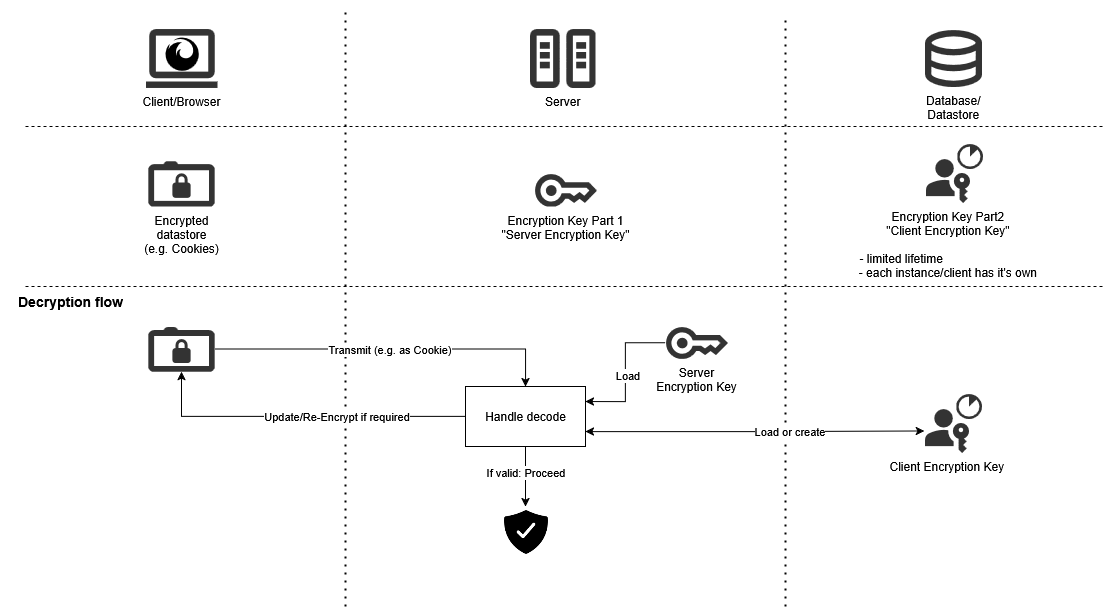 Client/Browser
Server
Database/
Datastore
Encrypted
datastore
(e.g. Cookies)
Encryption Key Part 1
"Server Encryption Key"
Encryption Key Part2
"Client Encryption Key"
- limited lifetime
- each instance/client has it's own
Decryption flow
Transmit (e.g. as Cookie)
Server
Encryption Key
Load
Update/Re-Encrypt if required
Handle decode
Load or create
Client Encryption Key
If valid: Proceed